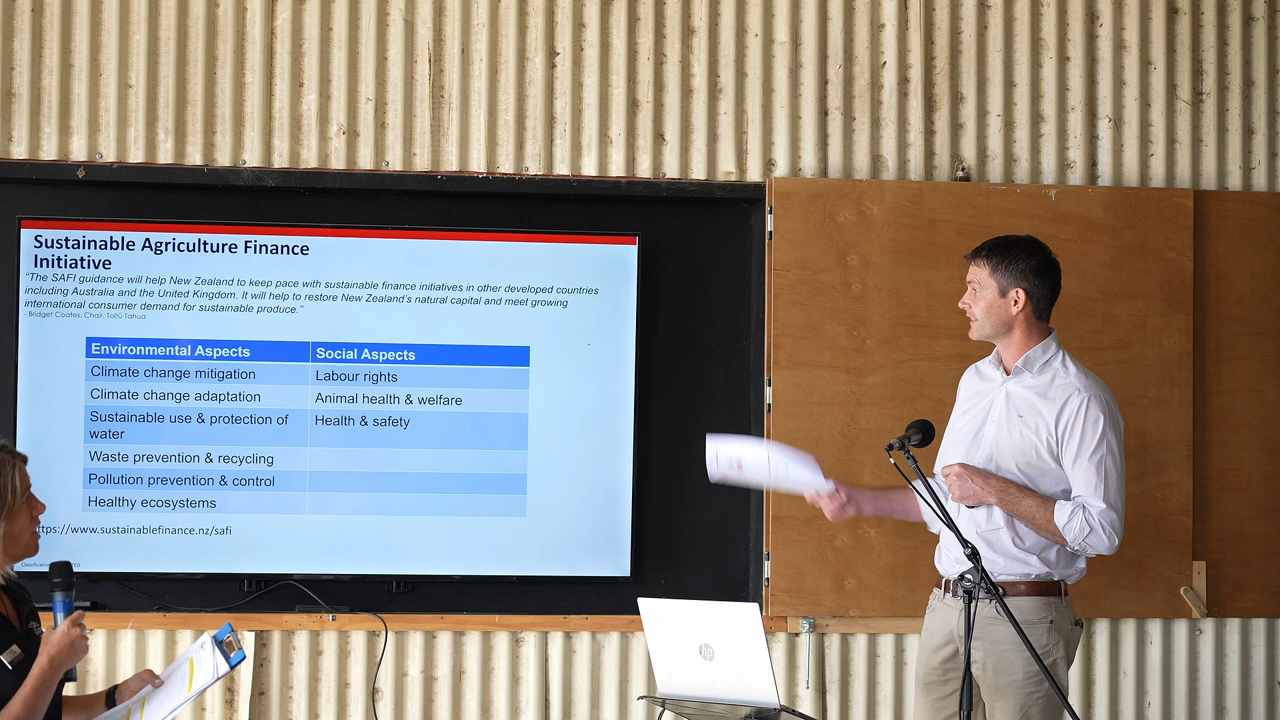 Sustainable Agriculture Finance
Initiative
"The SAFI guidance will help New Zealand to keep pace with sustainable finance initiatives in other developed countries
including Australia and the United Kingdom. It will help to restore New Zealand's natural capital and meet growing
international consumer demand for sustainable produce."
- Bridget Coates, Chair, Toitū Tahua
Environmental Aspects Social Aspects
Climate change mitigation Labour rights
Climate change adaptation Animal health & welfare
Sustainable use & protection of Health & safety
water
Waste prevention & recycling
Pollution prevention & control
Healthy ecosystems
ttps://www.sustainablefinance.nz/safi
hp